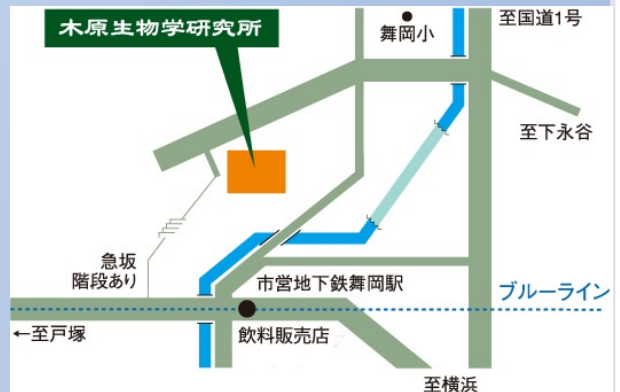 木原生物学研究所
舞岡小
至国道1号
至下永谷
急坂
階段あり
市営地下鉄舞岡駅
ブルーライン
←至戸塚
飲料販売店
至横浜